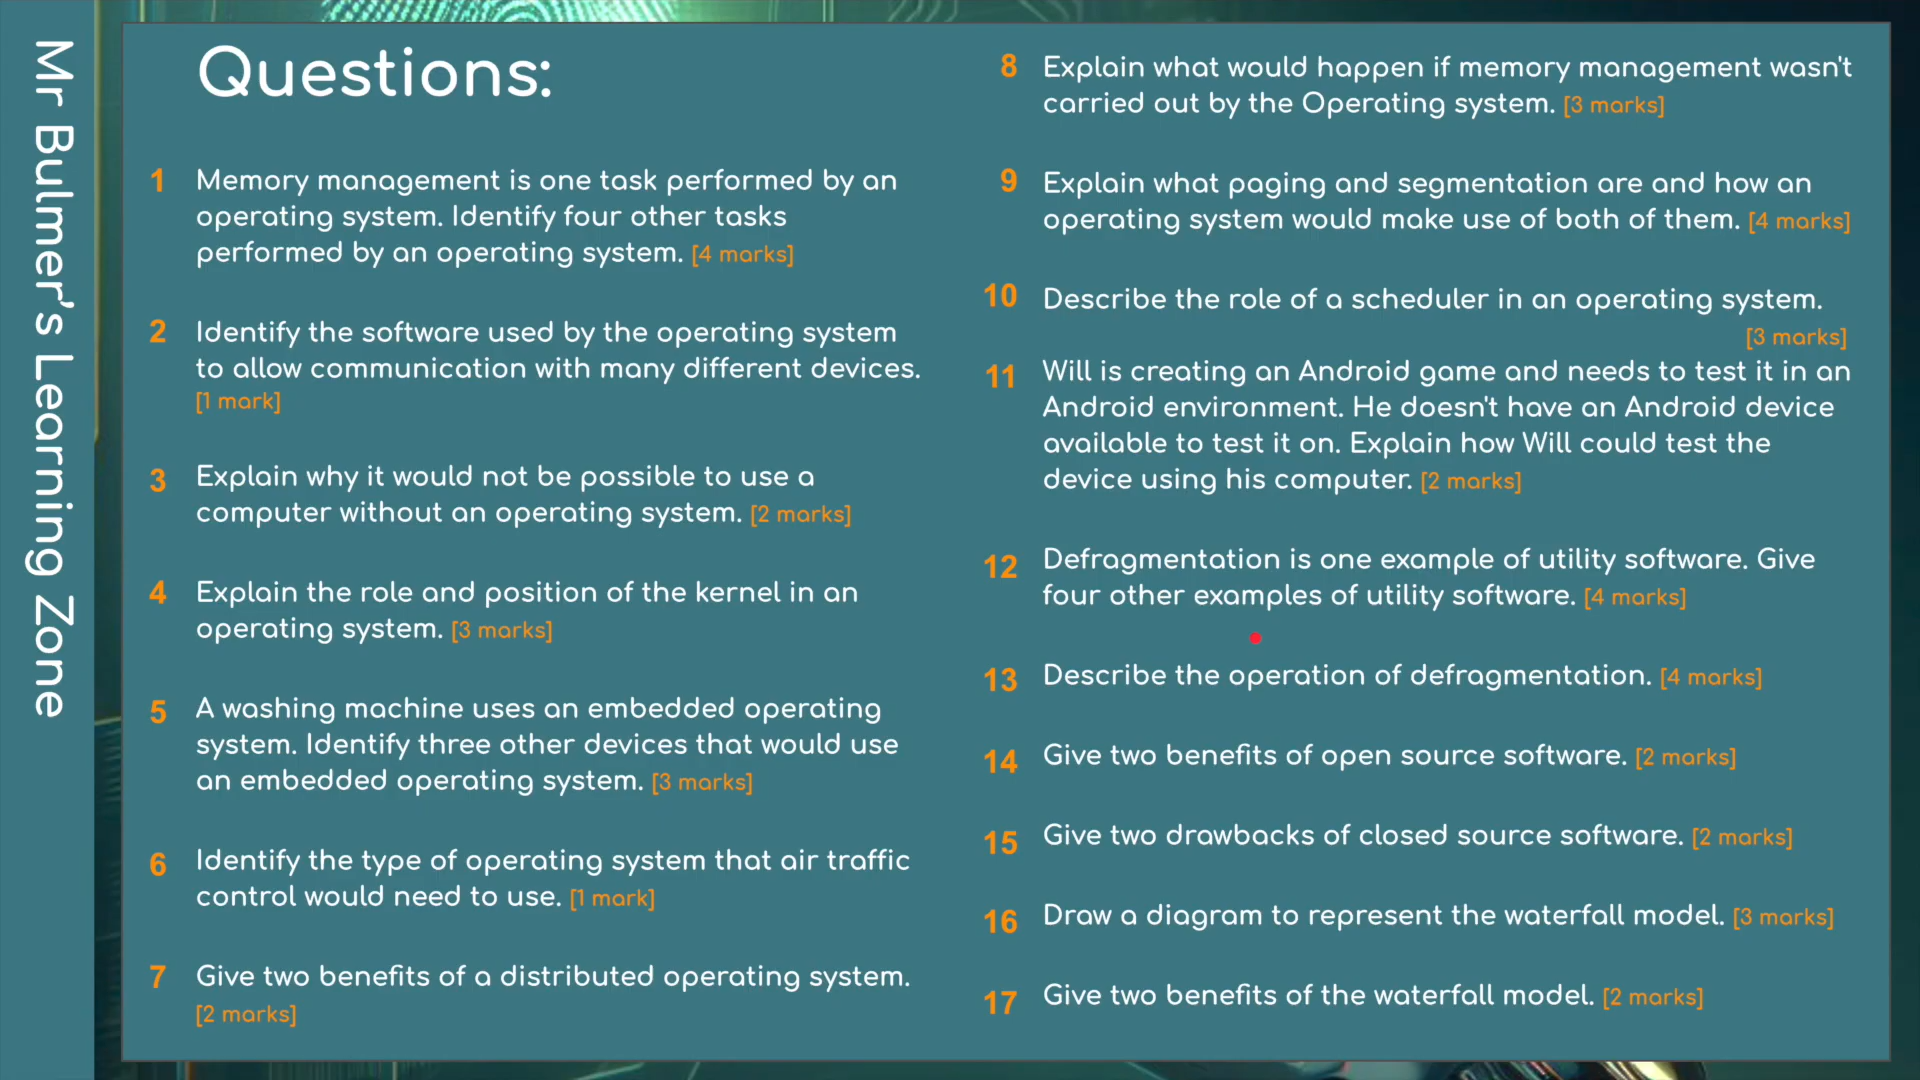 Mr Bulmer's Learning Zone
Questions:
1 Memory management is one task performed by an
operating system. Identify four other tasks
performed by an operating system. [4 marks]
2 Identify the software used by the operating system
to allow communication with many different devices.
[1 mark]
3 Explain why it would not be possible to use a
computer without an operating system. [2 marks]
4 Explain the role and position of the kernel in an
operating system. [3 marks]
5 A washing machine uses an embedded operating
system. Identify three other devices that would use
an embedded operating system. [3 marks]
6 Identify the type of operating system that air traffic
control would need to use. [1 mark]
7 Give two benefits of a distributed operating system.
[2 marks]
8 Explain what would happen if memory management wasn't
carried out by the Operating system. [3 marks]
9 Explain what paging and segmentation are and how an
operating system would make use of both of them. [4 marks]
10 Describe the role of a scheduler in an operating system.
[3 marks]
11 Will is creating an Android game and needs to test it in an
Android environment. He doesn't have an Android device
available to test it on. Explain how Will could test the
device using his computer. [2 marks]
12 Defragmentation is one example of utility software. Give
four other examples of utility software. [4 marks]
13 Describe the operation of defragmentation. [4 marks]
14 Give two benefits of open source software. [2 marks]
15 Give two drawbacks of closed source software. [2 marks]
16 Draw a diagram to represent the waterfall model. [3 marks]
17 Give two benefits of the waterfall model. [2 marks]